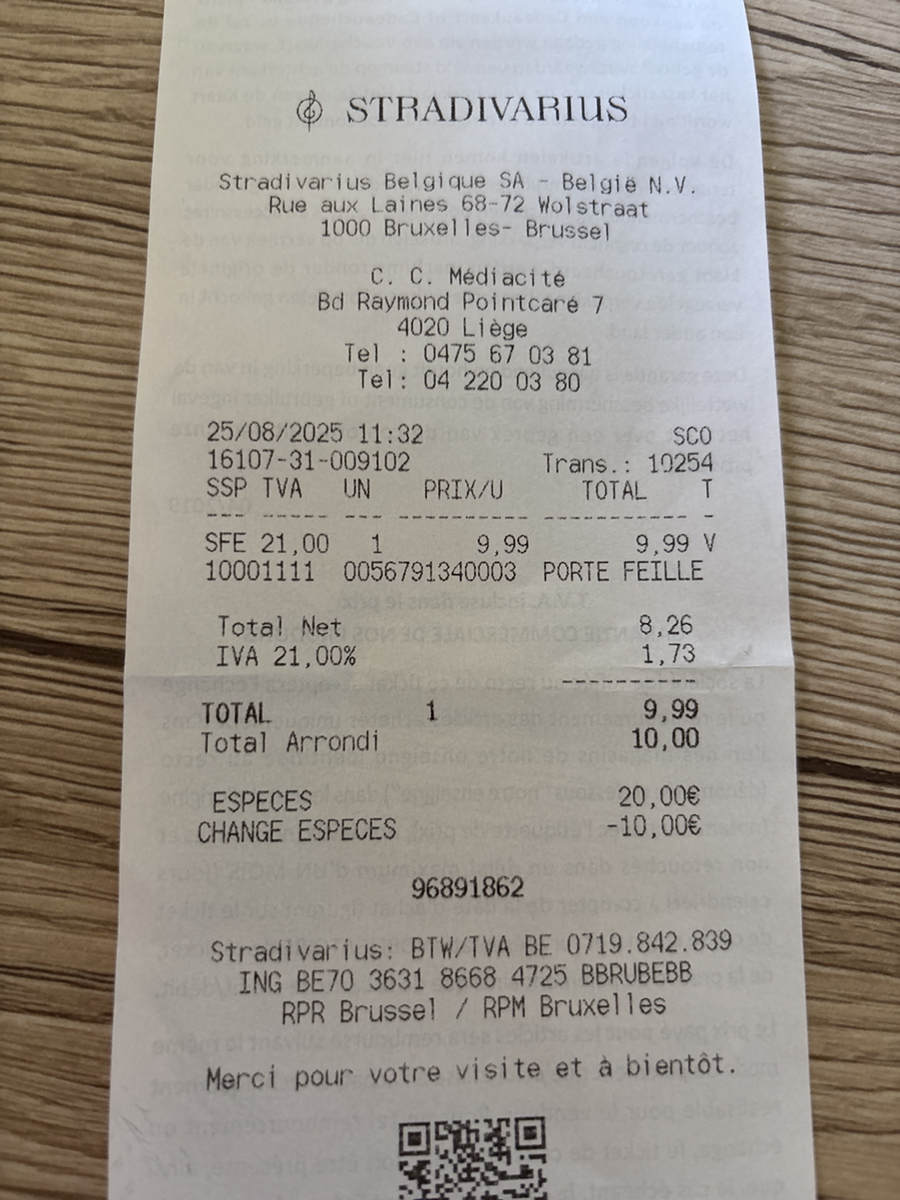 STRADIVARIUS
Stradivarius Belgique SA - België N.V.
Rue aux Laines 68-72 Wolstraat
1000 Bruxelles- Brussel
C. C. Médiacité
Bd Raymond Pointcaré 7
4020 Liège
Tel : 0475 67 03 81
Tel: 04 220 03 80
25/08/2025 11:32 SCO
16107-31-009102 Trans.: 10254
SSP TVA UN PRIX/U TOTAL T
--- ----- --- ---------- -------- -
SFE 21,00 1 9,99 9,99 V
10001111 0056791340003 PORTE FEILLE
Total Net 8,26
IVA 21,00% 1,73
----------
TOTAL 1 9,99
Total Arrondi 10,00
ESPECES 20,00€
CHANGE ESPECES -10,00€
96891862
Stradivarius: BTW/TVA BE 0719.842.839
ING BE70 3631 8668 4725 BBRUBEBB
RPR Brussel / RPM Bruxelles
Merci pour votre visite et à bientôt.